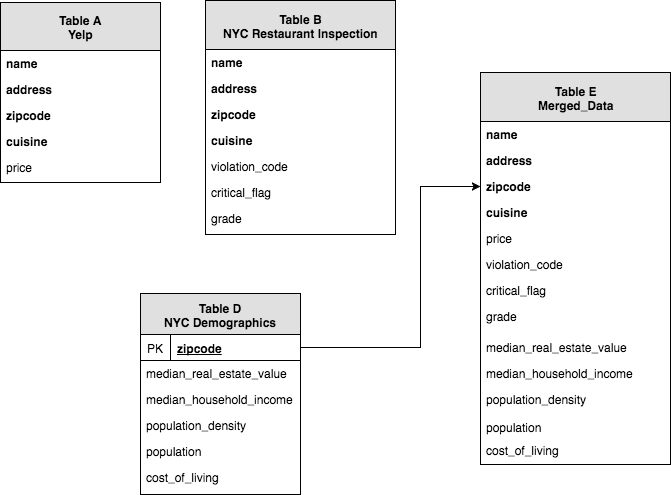 Table A
Yelp
name
address
zipcode
cuisine
price
Table B
NYC Restaurant Inspection
name
address
zipcode
cuisine
violation_code
critical_flag
grade
Table D
NYC Demographics
PK zipcode
median_real_estate_value
median_household_income
population_density
population
cost_of_living
Table E
Merged_Data
name
address
zipcode
cuisine
price
violation_code
critical_flag
grade
median_real_estate_value
median_household_income
population_density
population
cost_of_living